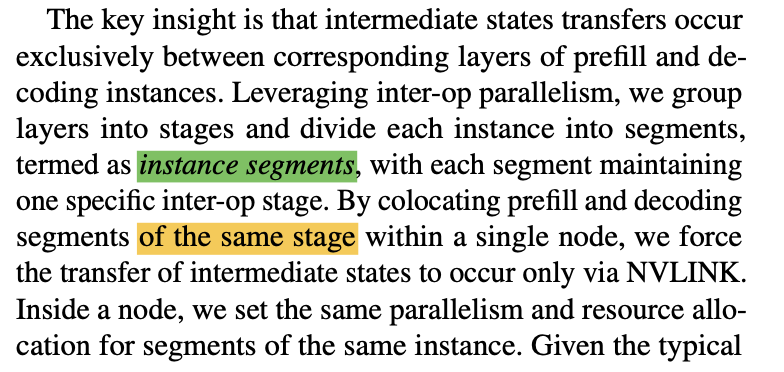 The key insight is that intermediate states transfers occur
exclusively between corresponding layers of prefill and de-
coding instances. Leveraging inter-op parallelism, we group
layers into stages and divide each instance into segments,
termed as instance segments, with each segment maintaining
one specific inter-op stage. By colocating prefill and decoding
segments of the same stage within a single node, we force
the transfer of intermediate states to occur only via NVLINK.
Inside a node, we set the same parallelism and resource allo-
cation for segments of the same instance. Given the typical